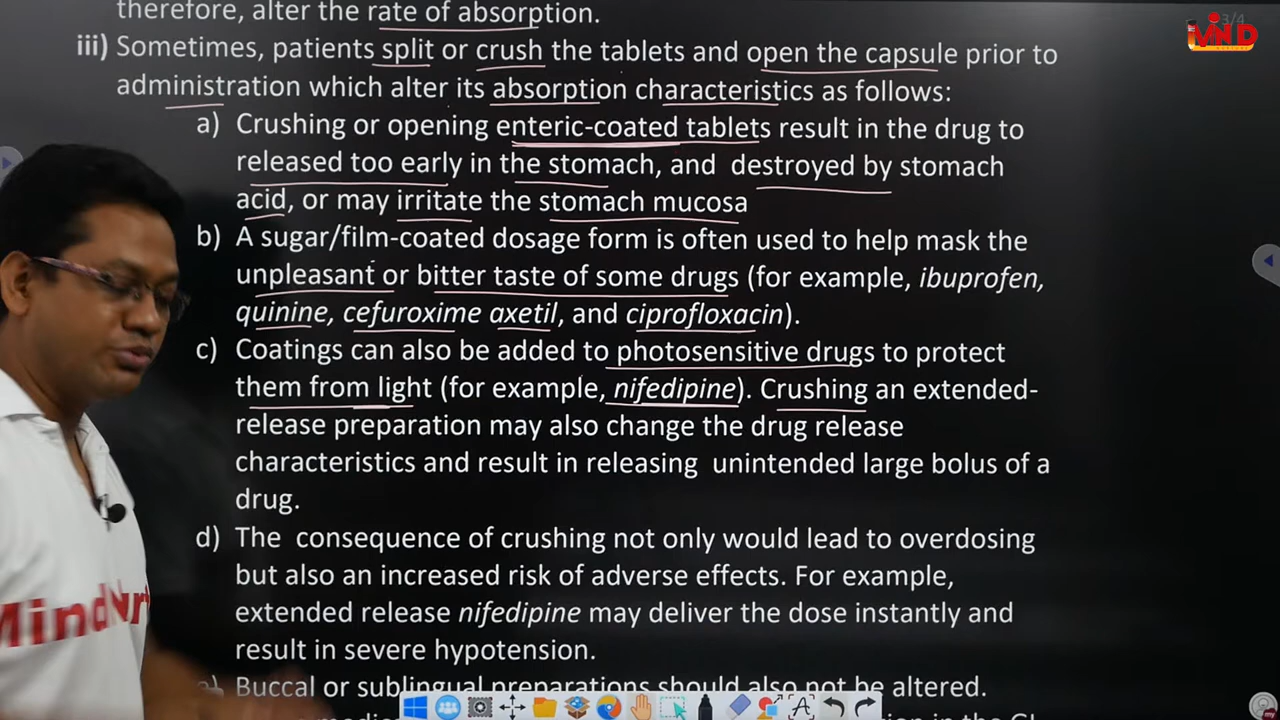 therefore, alter the rate of absorption.
iii) Sometimes, patients split or crush the tablets and open the capsule prior to
administration which alter its absorption characteristics as follows:
a) Crushing or opening enteric-coated tablets result in the drug to
released too early in the stomach, and destroyed by stomach
acid, or may irritate the stomach mucosa
b) A sugar/film-coated dosage form is often used to help mask the
unpleasant or bitter taste of some drugs (for example, ibuprofen,
quinine, cefuroxime axetil, and ciprofloxacin).
c) Coatings can also be added to photosensitive drugs to protect
them from light (for example, nifedipine). Crushing an extended-
release preparation may also change the drug release
characteristics and result in releasing unintended large bolus of a
drug.
d) The consequence of crushing not only would lead to overdosing
but also an increased risk of adverse effects. For example,
extended release nifedipine may deliver the dose instantly and
result in severe hypotension.
e) Buccal or sublingual preparations should also not be altered.
3/4
MIND